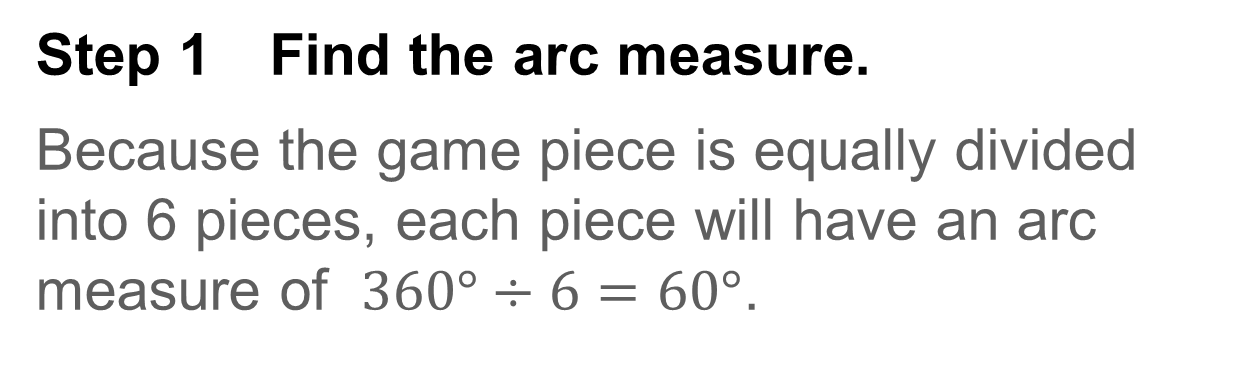 Step 1 Find the arc measure.
Because the game piece is equally divided
into 6 pieces, each piece will have an arc
measure of 360° ÷ 6 = 60°.